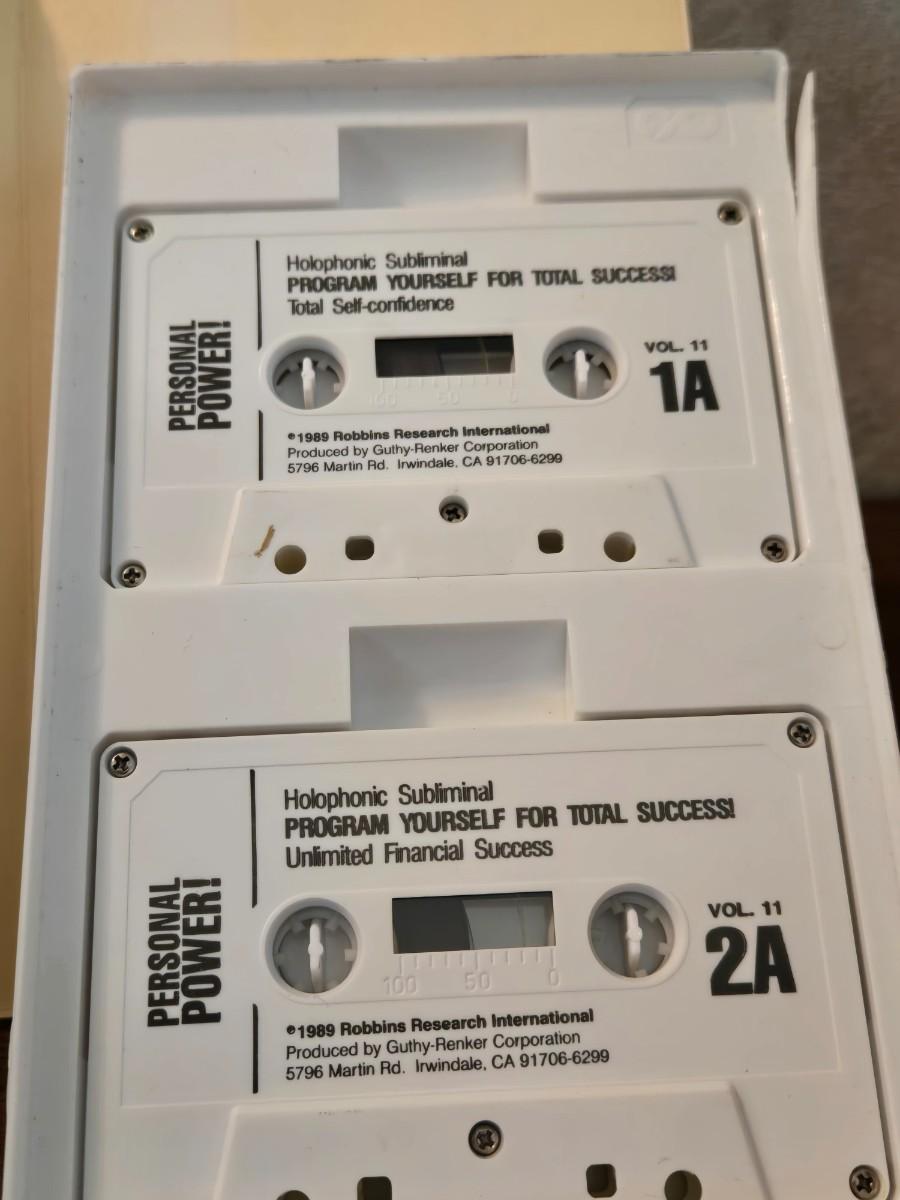 Holophonic Subliminal
PROGRAM YOURSELF FOR TOTAL SUCCESS!
Total Self-confidence
PERSONAL
POWER!
VOL. 11
1A
100 50 0
℗1989 Robbins Research International
Produced by Guthy-Renker Corporation
5796 Martin Rd. Irwindale, CA 91706-6299
Holophonic Subliminal
PROGRAM YOURSELF FOR TOTAL SUCCESS!
Unlimited Financial Success
PERSONAL
POWER!
VOL. 11
2A
100 50 0
℗1989 Robbins Research International
Produced by Guthy-Renker Corporation
5796 Martin Rd. Irwindale, CA 91706-6299